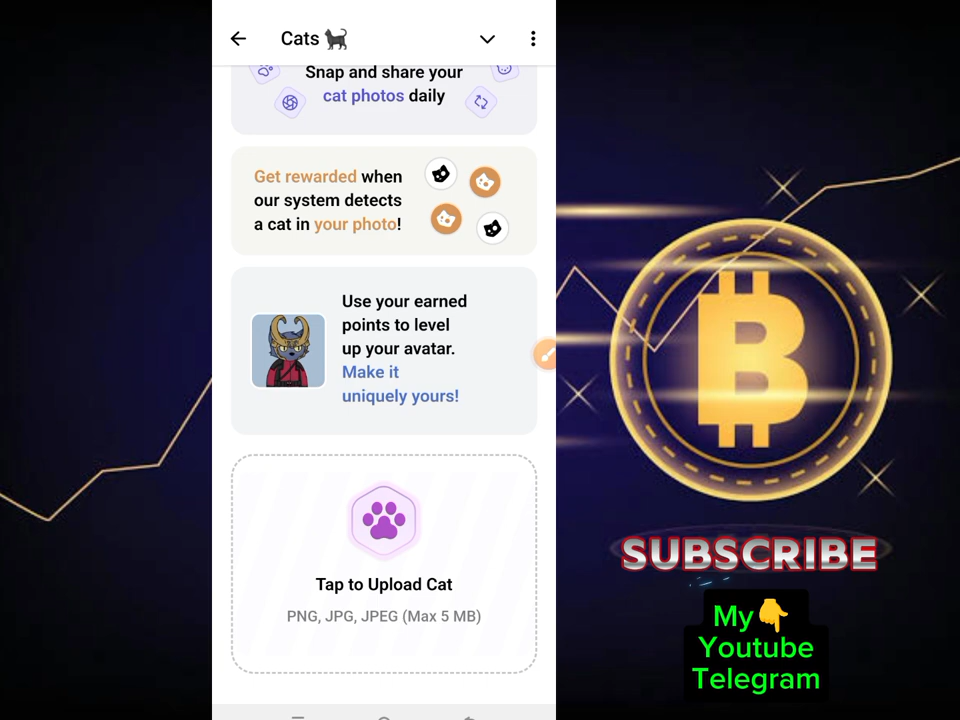 Cats 🐈‍⬛
Snap and share your
cat photos daily
Get rewarded when
our system detects
a cat in your photo!
Use your earned
points to level
up your avatar.
Make it
uniquely yours!
Tap to Upload Cat
PNG, JPG, JPEG (Max 5 MB)
SUBSCRIBE
My👇
Youtube
Telegram